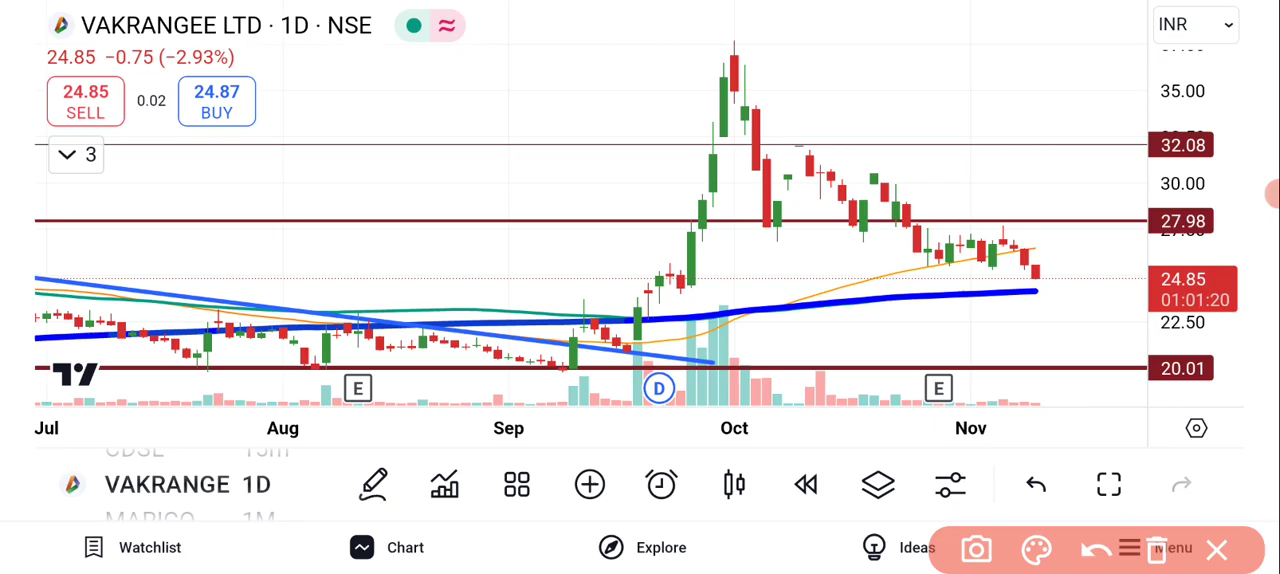 VAKRANGEE LTD · 1D · NSE
INR
24.85 −0.75 (−2.93%)
24.85
SELL
0.02
24.87
BUY
3
35.00
32.08
30.00
27.98
24.85
01:01:20
22.50
20.01
E
D
E
Jul
Aug
Sep
Oct
Nov
CDSL 15m
VAKRANGE 1D
MARICO 1M
Watchlist
Chart
Explore
Ideas
Menu